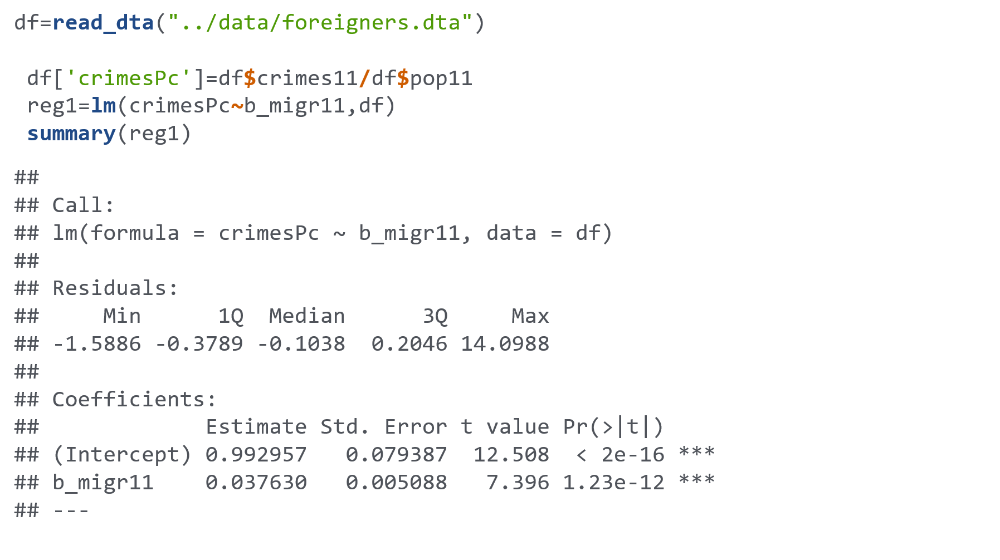 df=read_dta("../data/foreigners.dta")
df['crimesPc']=df$crimes11/df$pop11
reg1=lm(crimesPc~b_migr11,df)
summary(reg1)
##
## Call:
## lm(formula = crimesPc ~ b_migr11, data = df)
##
## Residuals:
##     Min      1Q  Median      3Q     Max
## -1.5886 -0.3789 -0.1038  0.2046 14.0988
##
## Coefficients:
##             Estimate Std. Error t value Pr(>|t|)
## (Intercept) 0.992957   0.079387  12.508  < 2e-16 ***
## b_migr11    0.037630   0.005088   7.396 1.23e-12 ***
## ---